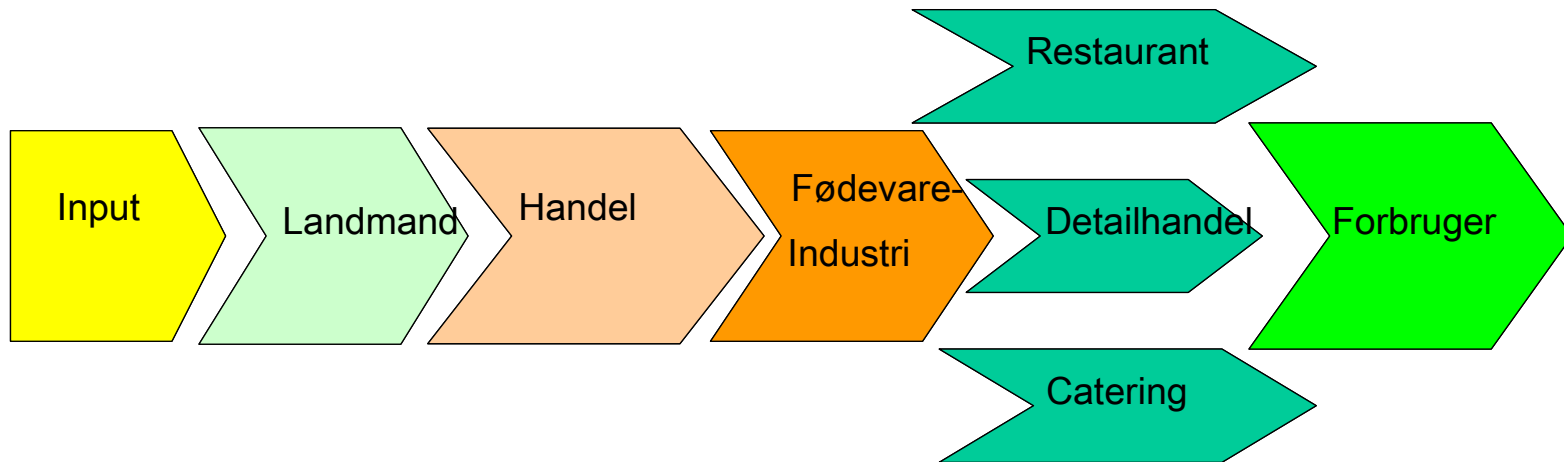 Input
Landmand
Handel
Fødevare-
Industri
Restaurant
Detailhandel
Catering
Forbruger